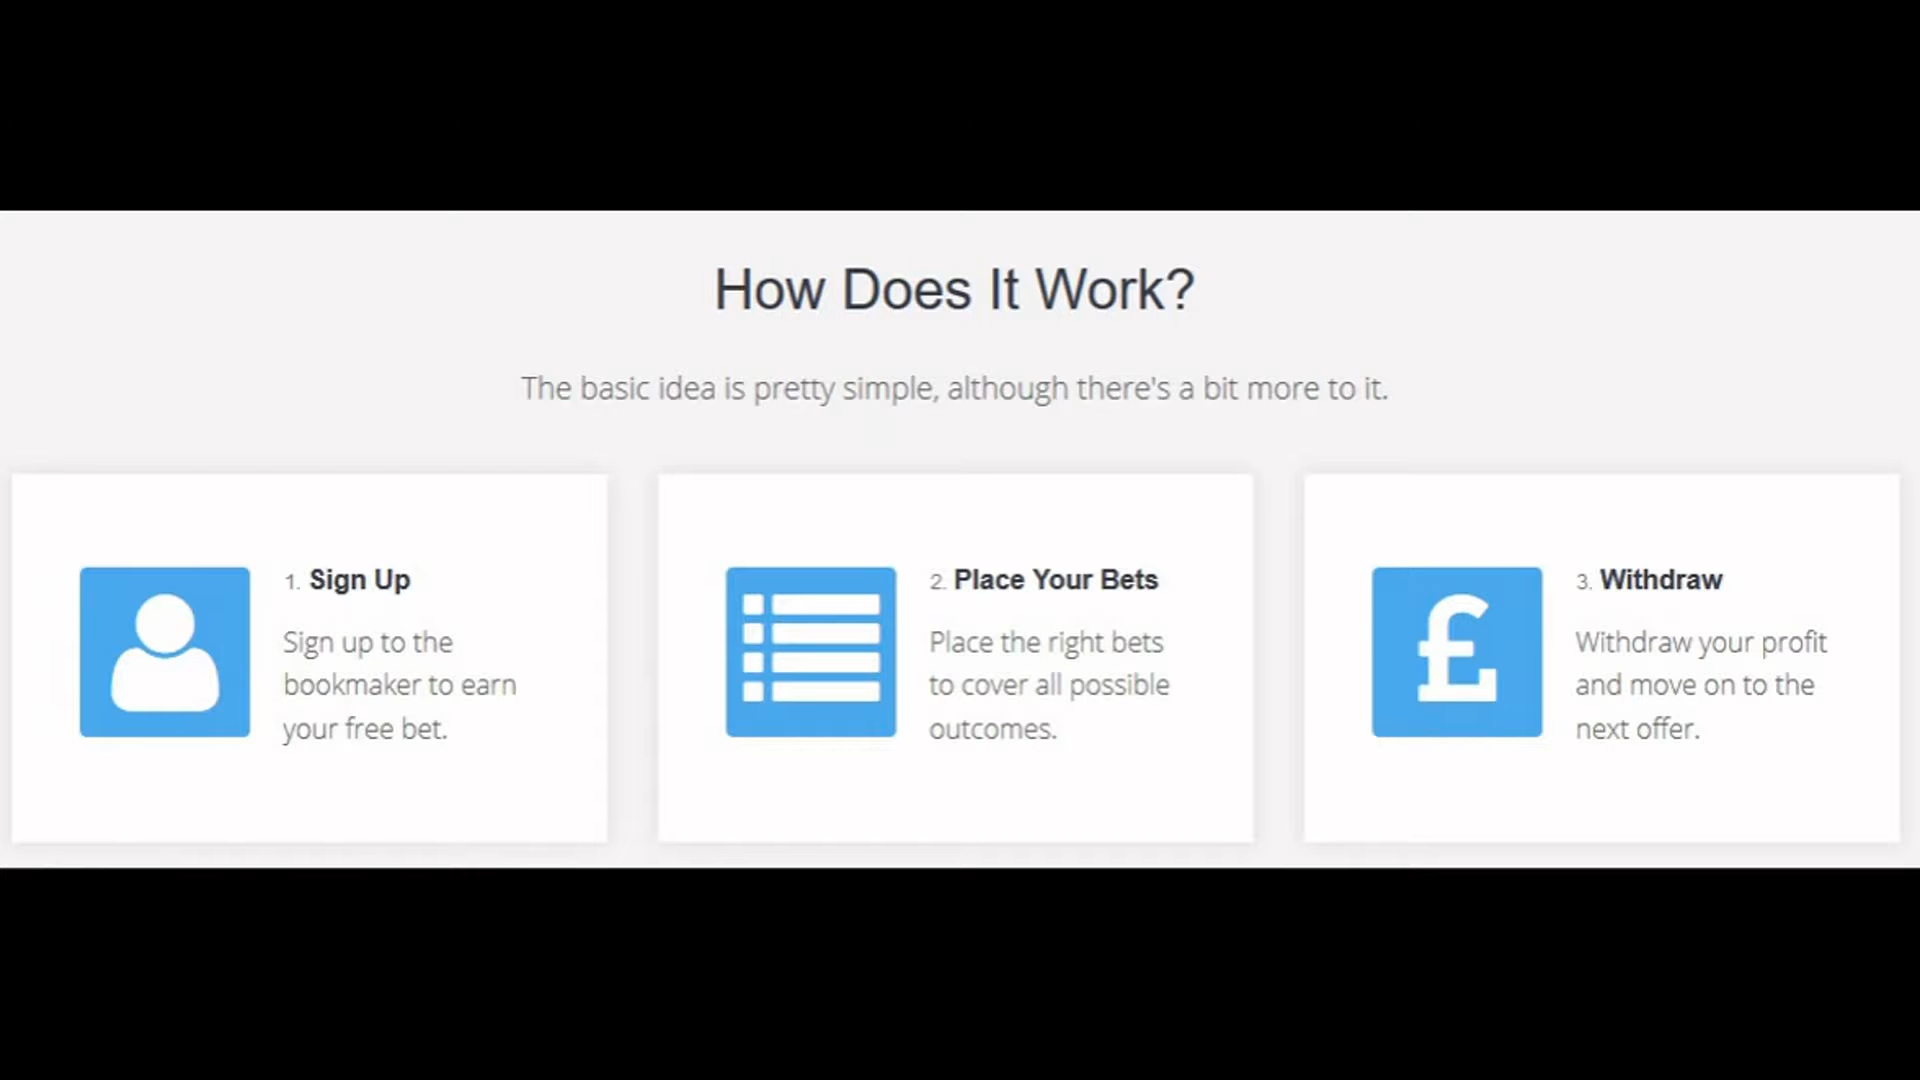 How Does It Work?
The basic idea is pretty simple, although there's a bit more to it.
1. Sign Up
Sign up to the
bookmaker to earn
your free bet.
2. Place Your Bets
Place the right bets
to cover all possible
outcomes.
3. Withdraw
Withdraw your profit
and move on to the
next offer.